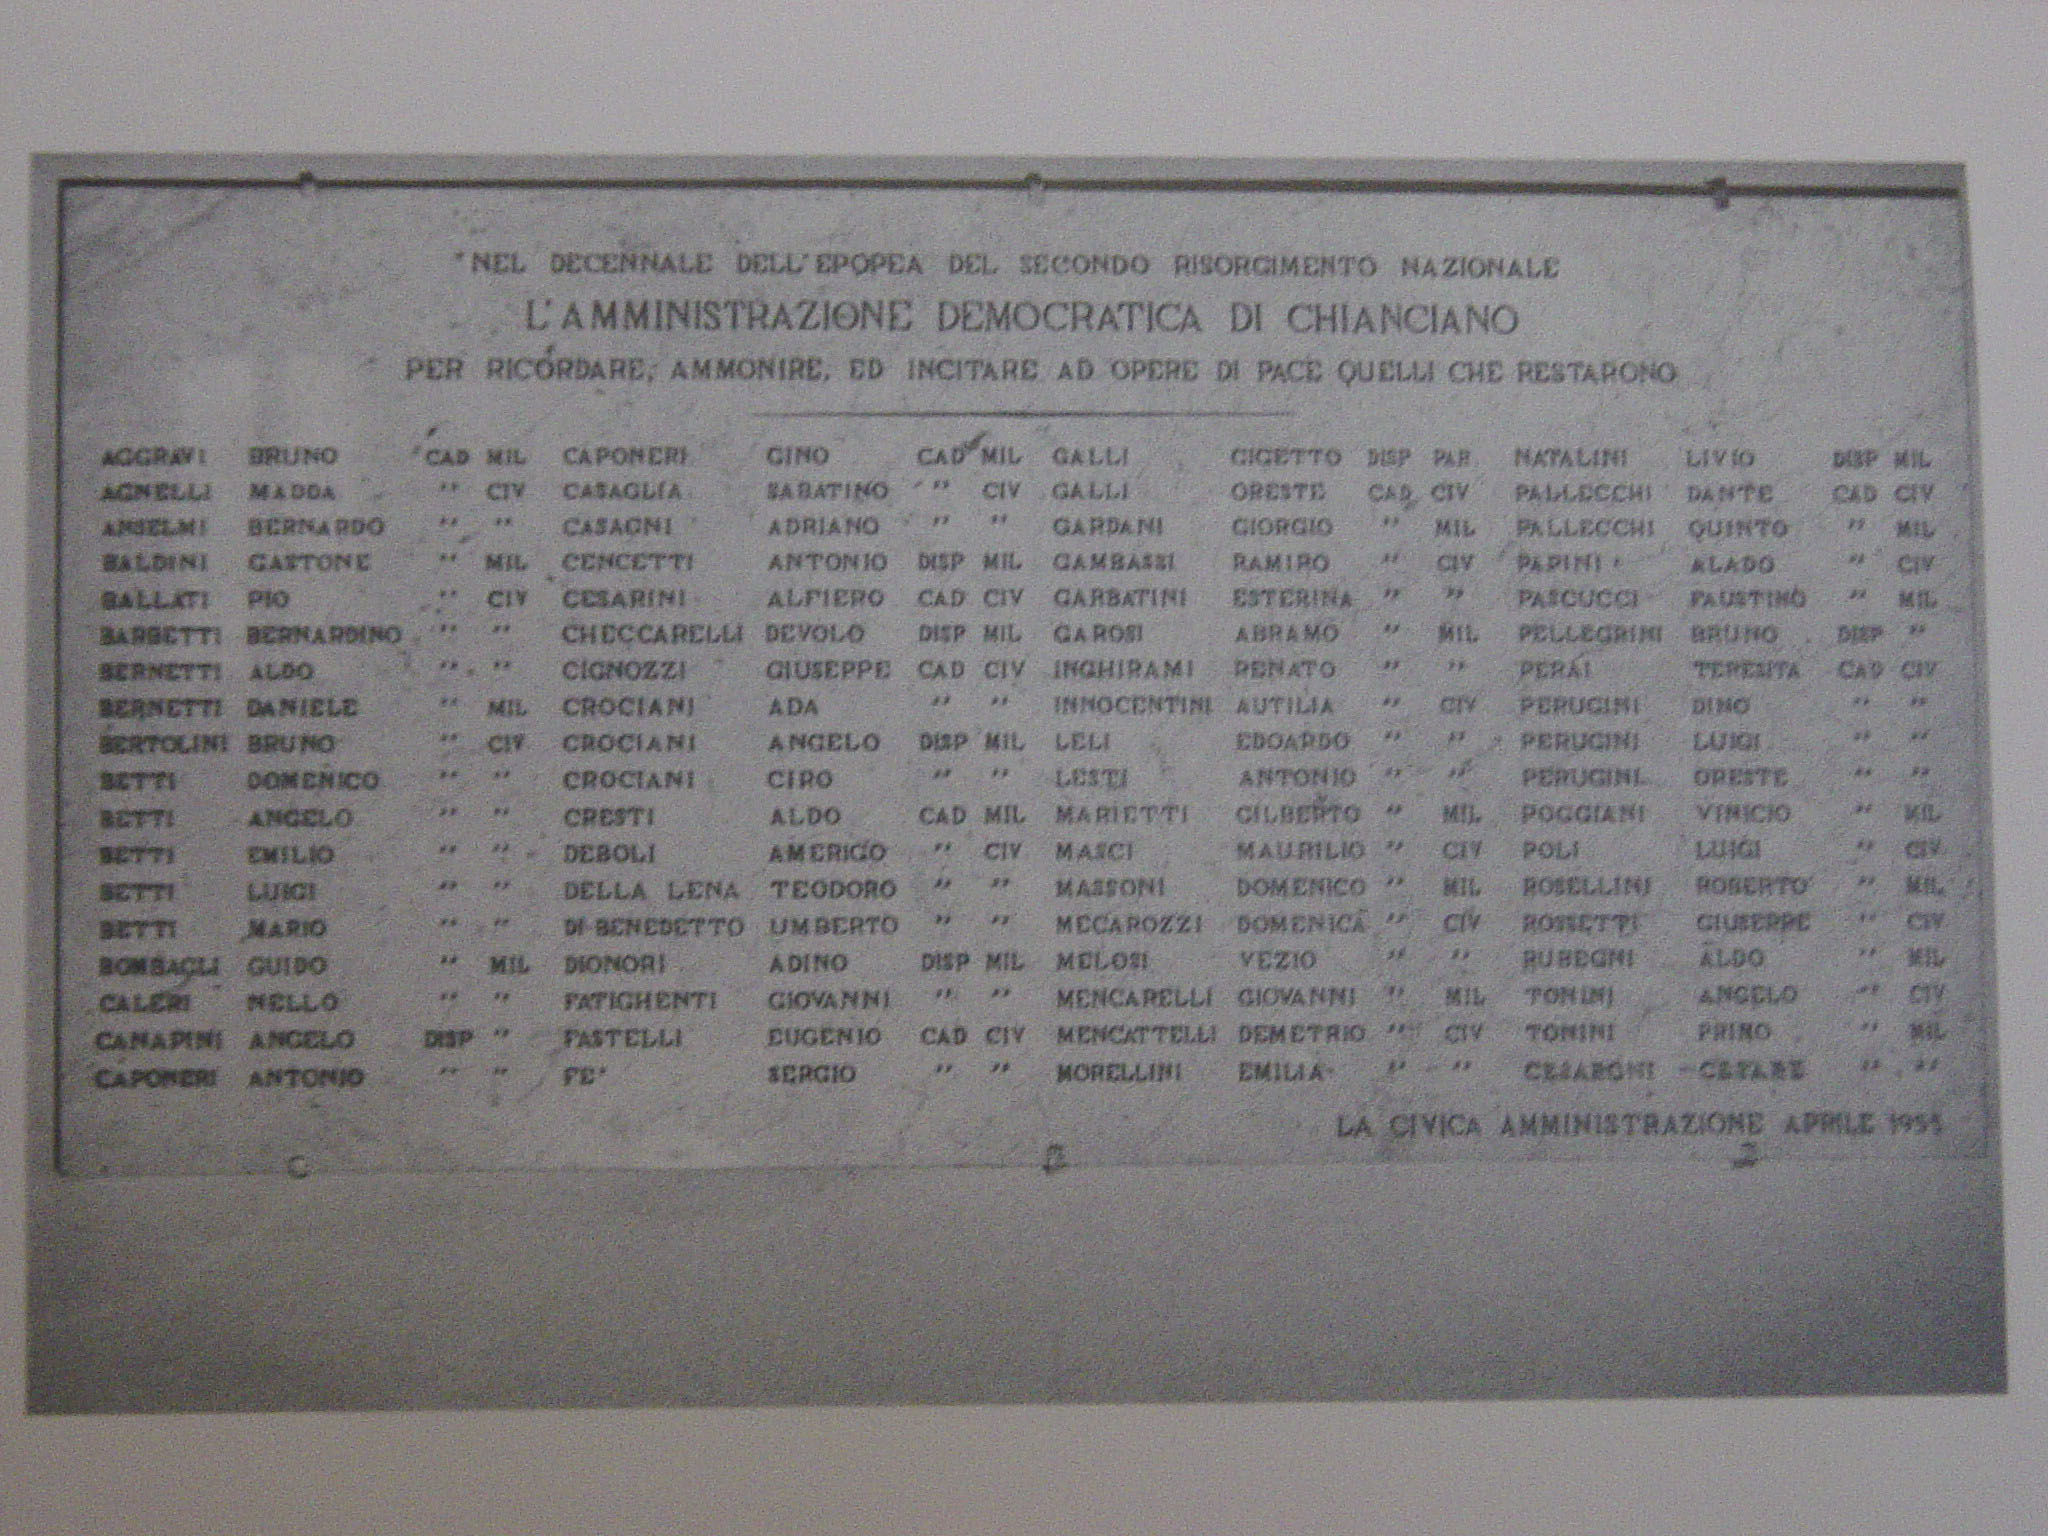 "NEL DECENNALE DELL'EPOPEA DEL SECONDO RISORGIMENTO NAZIONALE
L'AMMINISTRAZIONE DEMOCRATICA DI CHIANCIANO
PER RICORDARE, AMMONIRE, ED INCITARE AD OPERE DI PACE QUELLI CHE RESTARONO
AGGRAVI BRUNO CAD MIL CAPONERI GINO CAD MIL GALLI GIGETTO DISP PAR NATALINI LIVIO DISP MIL
AGNELLI MADDA " CIV CASAGLIA SABATINO " CIV GALLI ORESTE CAD CIV PALLECCHI DANTE CAD CIV
ANSELMI BERNARDO " " CASAGNI ADRIANO " " GARDANI GIORGIO " MIL PALLECCHI QUINTO " MIL
BALDINI GASTONE " MIL CENCETTI ANTONIO DISP MIL GAMBASSI RAMIRO " CIV PAPINI ALADO " CIV
BALLATI PIO " CIV CESARINI ALFIERO CAD CIV GARBATINI ESTERINA " " PASCUCCI FAUSTINO " MIL
BARBETTI BERNARDINO " " CHECCARELLI DEVOLO DISP MIL GAROSI ABRAMO " MIL PELLEGRINI BRUNO DISP "
BERNETTI ALDO " " CIGNOZZI GIUSEPPE CAD CIV INGHIRAMI RENATO " " PERAI TERESITA CAD CIV
BERNETTI DANIELE " MIL CROCIANI ADA " " INNOCENTINI AUTILIA " CIV PERUGINI DINO " "
BERTOLINI BRUNO " CIV CROCIANI ANGELO DISP MIL LELI EDOARDO " " PERUGINI LUIGI " "
BETTI DOMENICO " " CROCIANI CIRO " " LESTI ANTONIO " " PERUGINI ORESTE " "
BETTI ANGELO " " CRESTI ALDO CAD MIL MARIETTI GILBERTO " MIL POGGIANI VINICIO " MIL
BETTI EMILIO " " DEBOLI AMERIGO " CIV MASCI MAURILIO " CIV POLI LUIGI " CIV
BETTI LUIGI " " DELLA LENA TEODORO " " MASSONI DOMENICO " MIL ROSELLINI ROBERTO " MIL
BETTI MARIO " " DI BENEDETTO UMBERTO " " MECAROZZI DOMENICA " CIV ROSSETTI GIUSEPPE " CIV
BOMBAGLI GUIDO " MIL DIONORI ADINO DISP MIL MELOSI VEZIO " " RUBEGNI ALDO " MIL
CALERI NELLO " " FATIGHENTI GIOVANNI " " MENCARELLI GIOVANNI " MIL TONINI ANGELO " CIV
CANAPINI ANGELO DISP " FASTELLI EUGENIO CAD CIV MENCATTELLI DEMETRIO " CIV TONINI PRIMO " MIL
CAPONERI ANTONIO " " FE' SERGIO " " MORELLINI EMILIA " " CESARONI CESARE " "
LA CIVICA AMMINISTRAZIONE APRILE